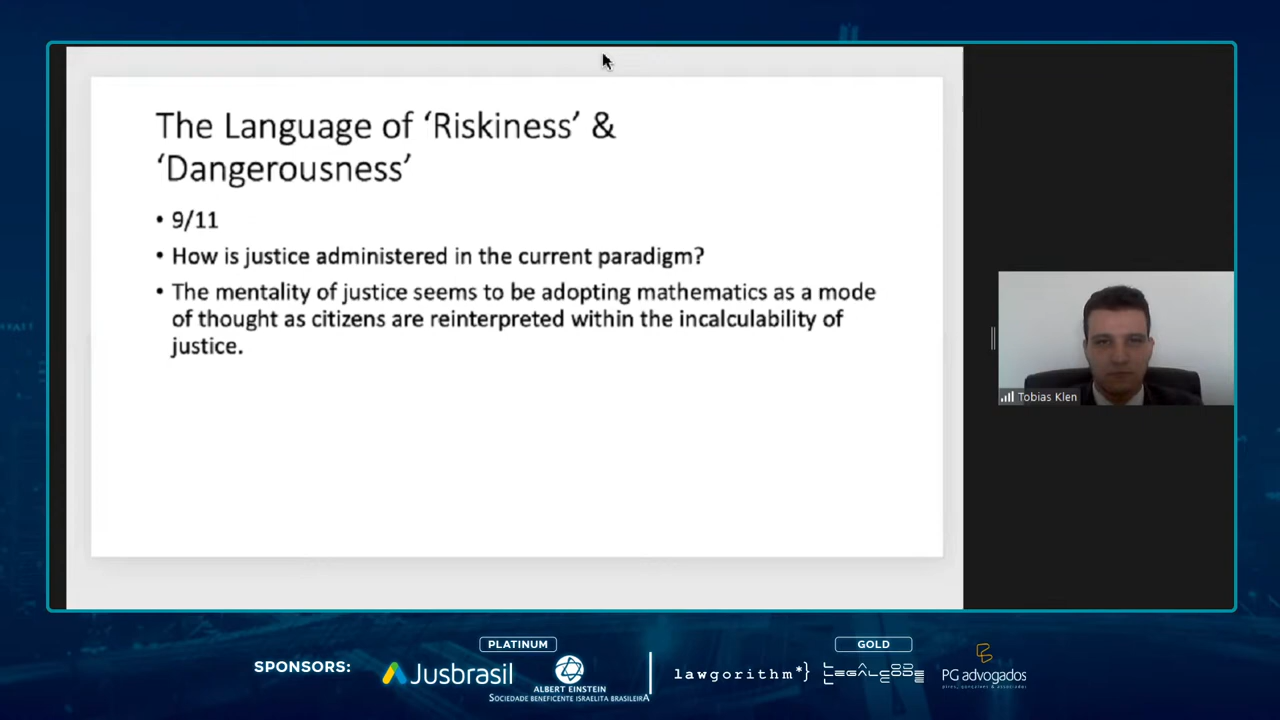 The Language of ‘Riskiness’ &
‘Dangerousness’
• 9/11
• How is justice administered in the current paradigm?
• The mentality of justice seems to be adopting mathematics as a mode
of thought as citizens are reinterpreted within the incalculability of
justice.
Tobias Klen
SPONSORS:
PLATINUM
Jusbrasil
ALBERT EINSTEIN
SOCIEDADE BENEFICENTE ISRAELITA BRASILEIRA
lawgorithm*}
GOLD
LEGALCODE
PG advogados